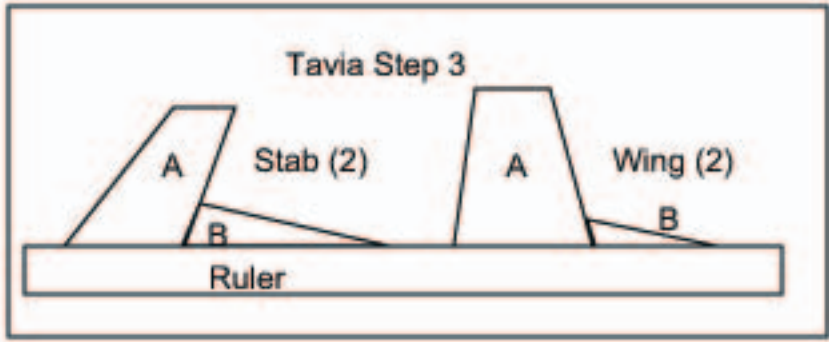 Tavia Step 3
A
Stab (2)
A
Wing (2)
B
B
Ruler